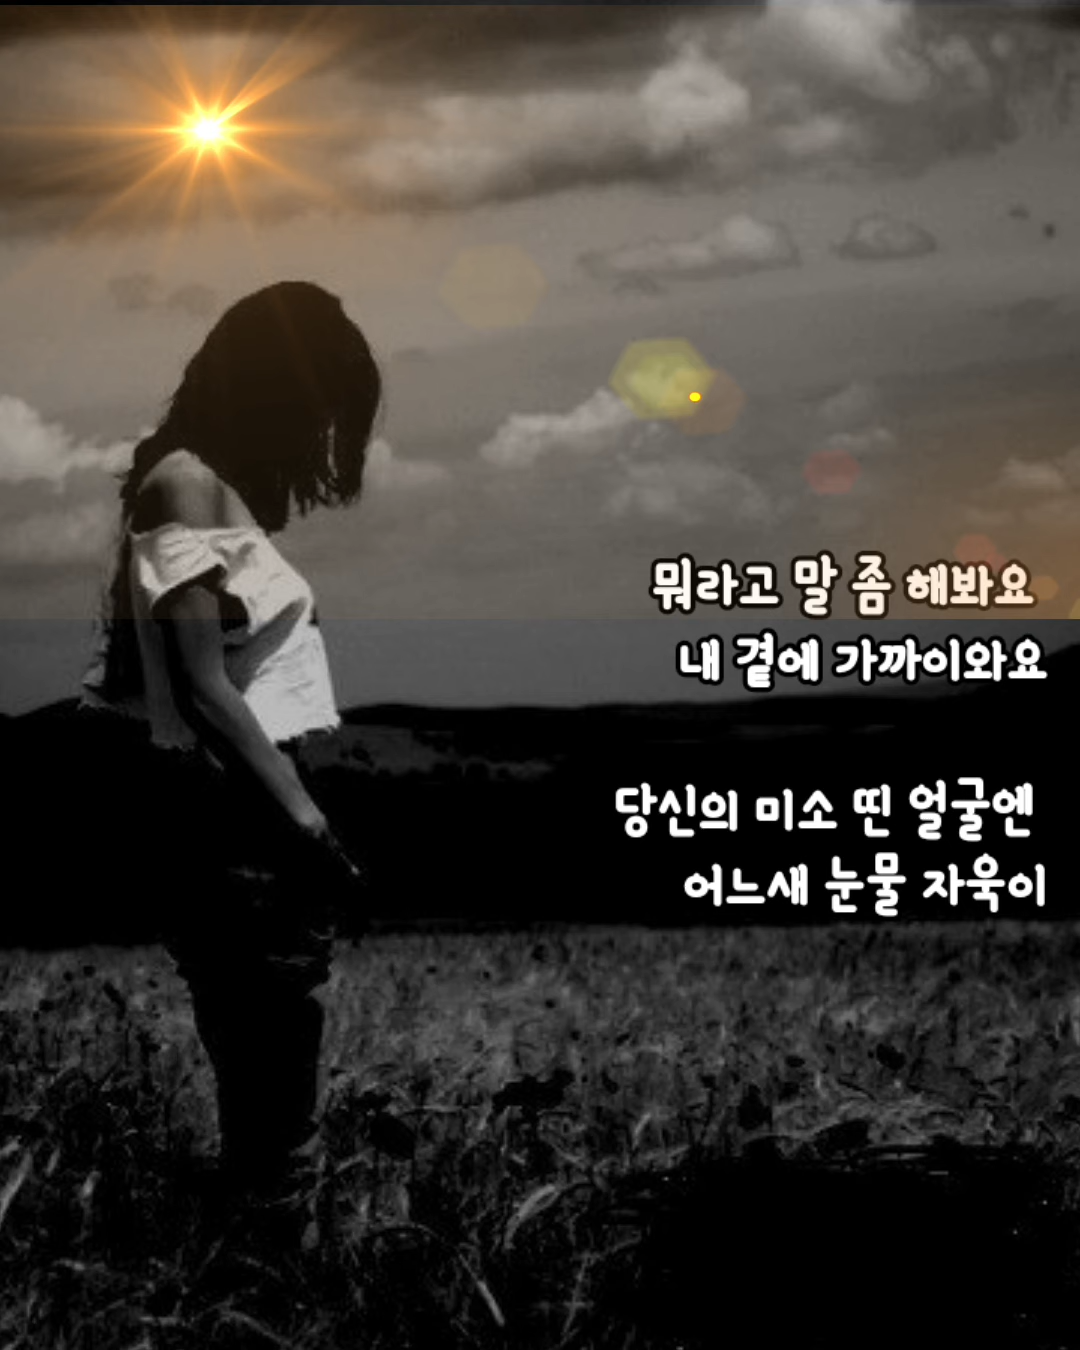 뭐라고 말 좀 해봐요
내 곁에 가까이와요
당신의 미소 띤 얼굴엔
어느새 눈물 자욱이